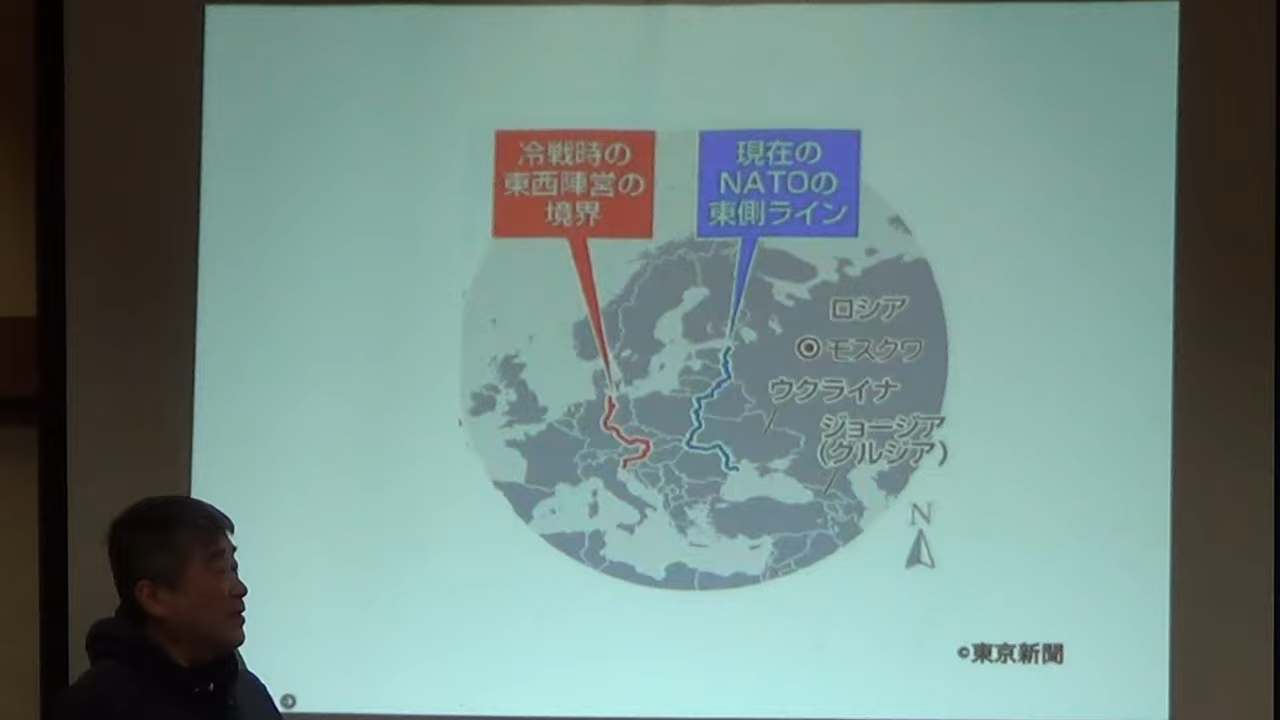 冷戦時の
東西陣営の
境界
現在の
NATOの
東側ライン
ロシア
モスクワ
ウクライナ
ジョージア
(グルジア)
N
©東京新聞